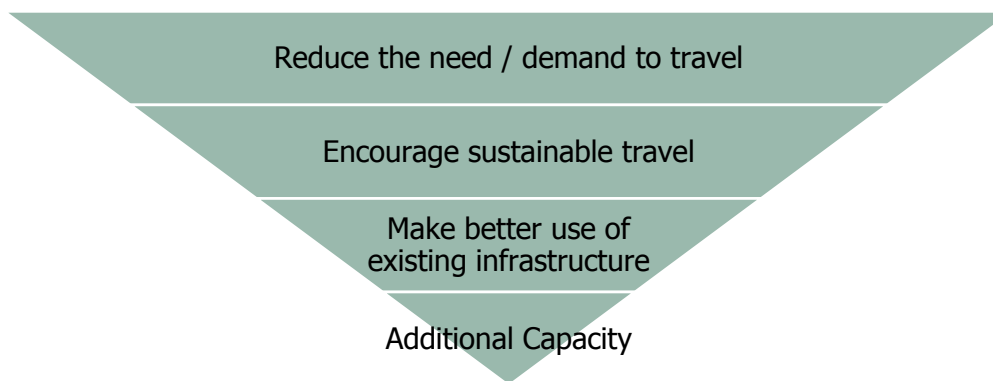 Reduce the need / demand to travel
Encourage sustainable travel
Make better use of
existing infrastructure
Additional Capacity